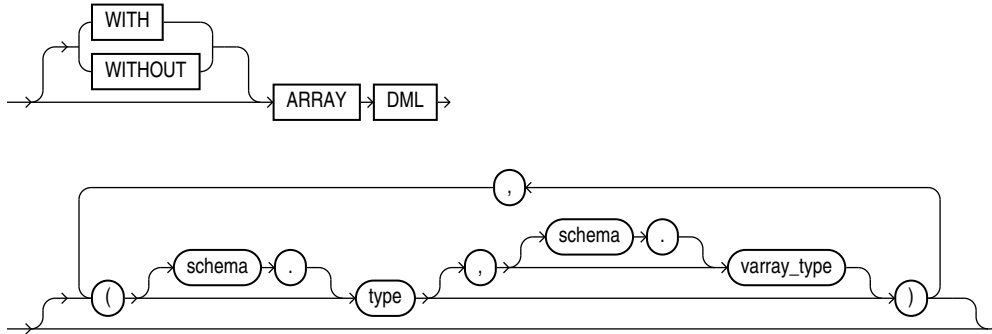 WITH
WITHOUT
ARRAY DML
,
schema .
schema . , varray_type
( type )